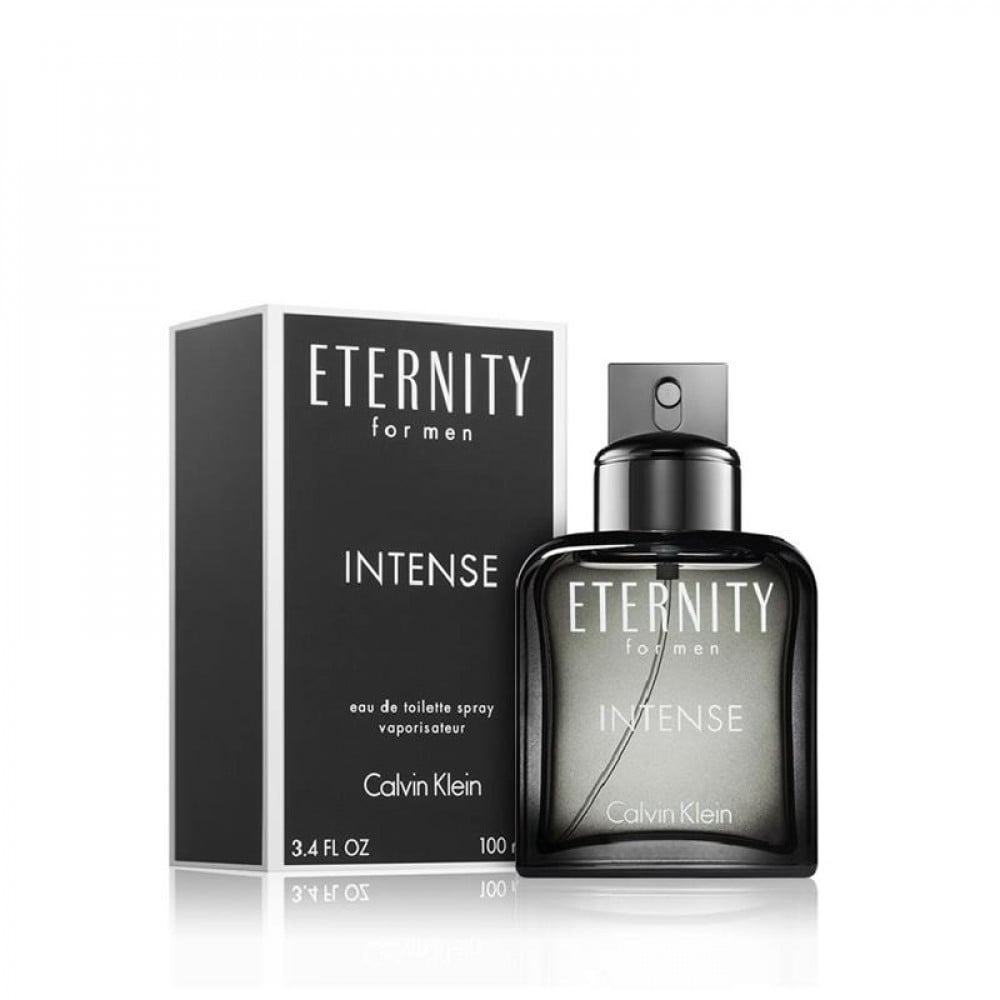 ETERNITY
for men
INTENSE
eau de toilette spray
vaporisateur
Calvin Klein
3.4 FL OZ
100
ETERNITY
for men
INTENSE
Calvin Klein